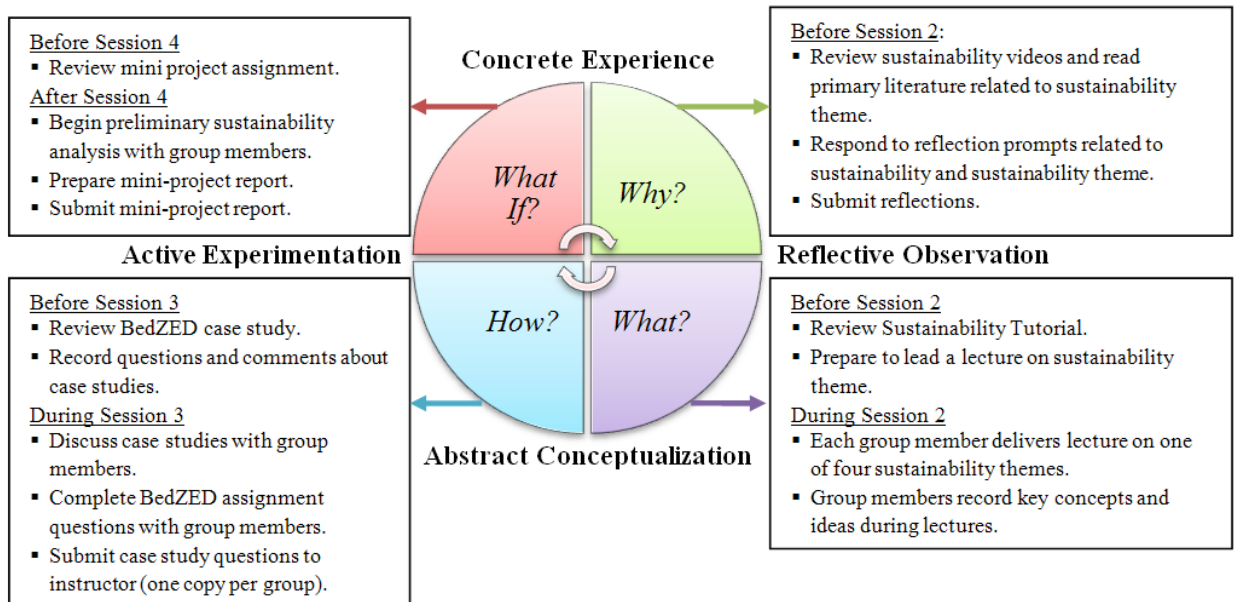 Before Session 4
▪ Review mini project assignment.
After Session 4
▪ Begin preliminary sustainability
analysis with group members.
▪ Prepare mini-project report.
▪ Submit mini-project report.
Concrete Experience
Before Session 2:
▪ Review sustainability videos and read
primary literature related to sustainability
theme.
▪ Respond to reflection prompts related to
sustainability and sustainability theme.
▪ Submit reflections.
What
If?
Why?
Active Experimentation
Reflective Observation
Before Session 3
▪ Review BedZED case study.
▪ Record questions and comments about
case studies.
During Session 3
▪ Discuss case studies with group
members.
▪ Complete BedZED assignment
questions with group members.
▪ Submit case study questions to
instructor (one copy per group).
How?
What?
Before Session 2
▪ Review Sustainability Tutorial.
▪ Prepare to lead a lecture on sustainability
theme.
During Session 2
▪ Each group member delivers lecture on one
of four sustainability themes.
▪ Group members record key concepts and
ideas during lectures.
Abstract Conceptualization